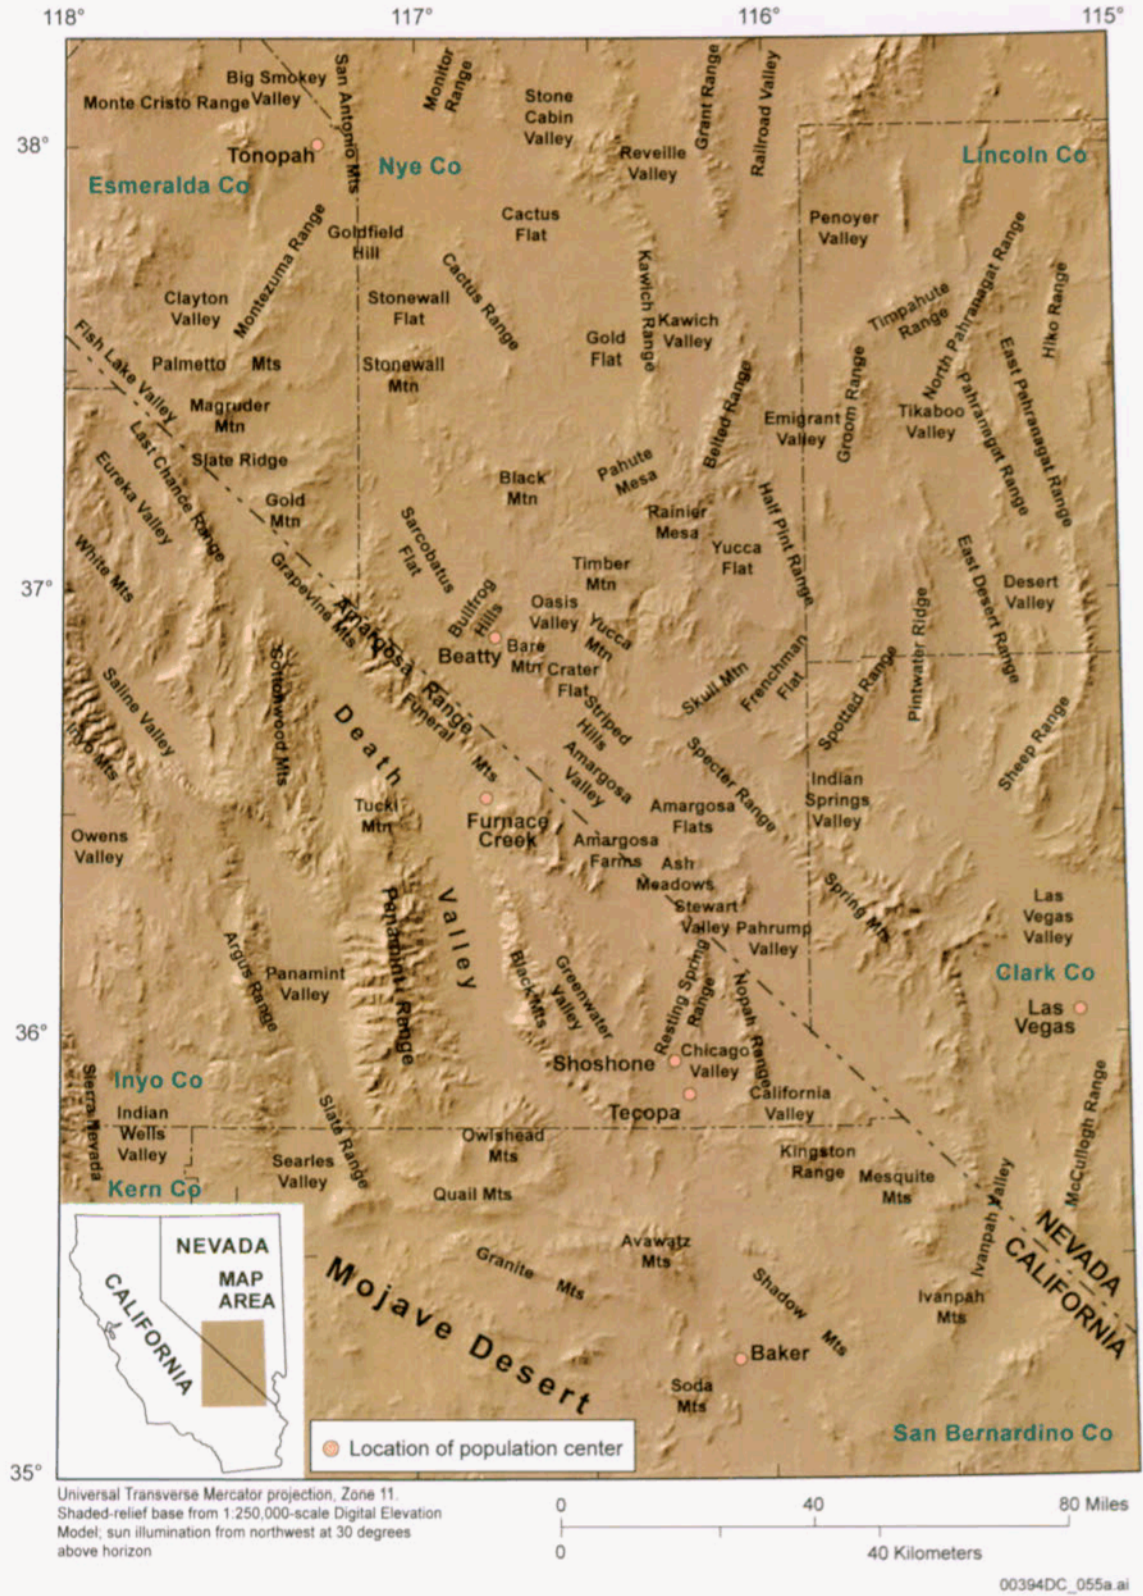 118°
117°
116°
115°
Big Smokey
Valley
Monte Cristo Range
San Antonio Mts
Monitor
Range
Stone
Cabin
Valley
Grant Range
Railroad Valley
38°
Tonopah
Nye Co
Reveille
Valley
Lincoln Co
Esmeralda Co
Montezuma Range
Goldfield
Hill
Cactus
Flat
Penoyer
Valley
Clayton
Valley
Stonewall
Flat
Cactus Range
Kawich Range
Kawich
Valley
Gold
Flat
Timpahute
Range
North Pahranagat Range
Hiko Range
Fish Lake Valley
Palmetto Mts
Stonewall
Mtn
Belted Range
Groom Range
East Pahranagat Range
Magruder
Mtn
Emigrant
Valley
Tikaboo
Valley
Pahranagat Range
Last Chance Range
Slate Ridge
Eureka Valley
Gold
Mtn
Black
Mtn
Pahute
Mesa
Rainier
Mesa
Half Pint Range
White Mts
Sarcobatus
Flat
Yucca
Flat
Timber
Mtn
East Desert Range
Desert
Valley
37°
Grapevine Mts
Amargosa Range
Bullfrog
Hills
Oasis
Valley
Yucca
Mtn
Pintwater Ridge
Beatty
Bare
Mtn
Crater
Flat
Skull Mtn
Frenchman
Flat
Spotted Range
Saline Valley
Cottonwood Mts
Death
Valley
Funeral
Mts
Striped
Hills
Sheep Range
Inyo Mts
Amargosa
Valley
Specter Range
Indian
Springs
Valley
Tucki
Mtn
Furnace
Creek
Amargosa
Flats
Owens
Valley
Amargosa
Farms
Ash
Meadows
Stewart
Valley
Pahrump
Valley
Spring Mts
Las
Vegas
Valley
Clark Co
Panamint Range
Argus Range
Panamint
Valley
Black Mts
Greenwater
Valley
Resting Spring
Range
Nopah Range
Las
Vegas
36°
Shoshone
Chicago
Valley
Inyo Co
Tecopa
California
Valley
Sierra Nevada
Indian
Wells
Valley
Slate Range
Owlshead
Mts
Kingston
Range
McCullogh Range
Searles
Valley
Mesquite
Mts
Kern Co
Quail Mts
Ivanpah Valley
Avawatz
Mts
NEVADA
CALIFORNIA
Granite Mts
Mojave Desert
Shadow
Mts
Ivanpah
Mts
Baker
Soda
Mts
San Bernardino Co
NEVADA
MAP
AREA
CALIFORNIA
Location of population center
35°
Universal Transverse Mercator projection, Zone 11.
Shaded-relief base from 1:250,000-scale Digital Elevation
Model; sun illumination from northwest at 30 degrees
above horizon
0 40 80 Miles
0 40 Kilometers
00394DC_055a.ai